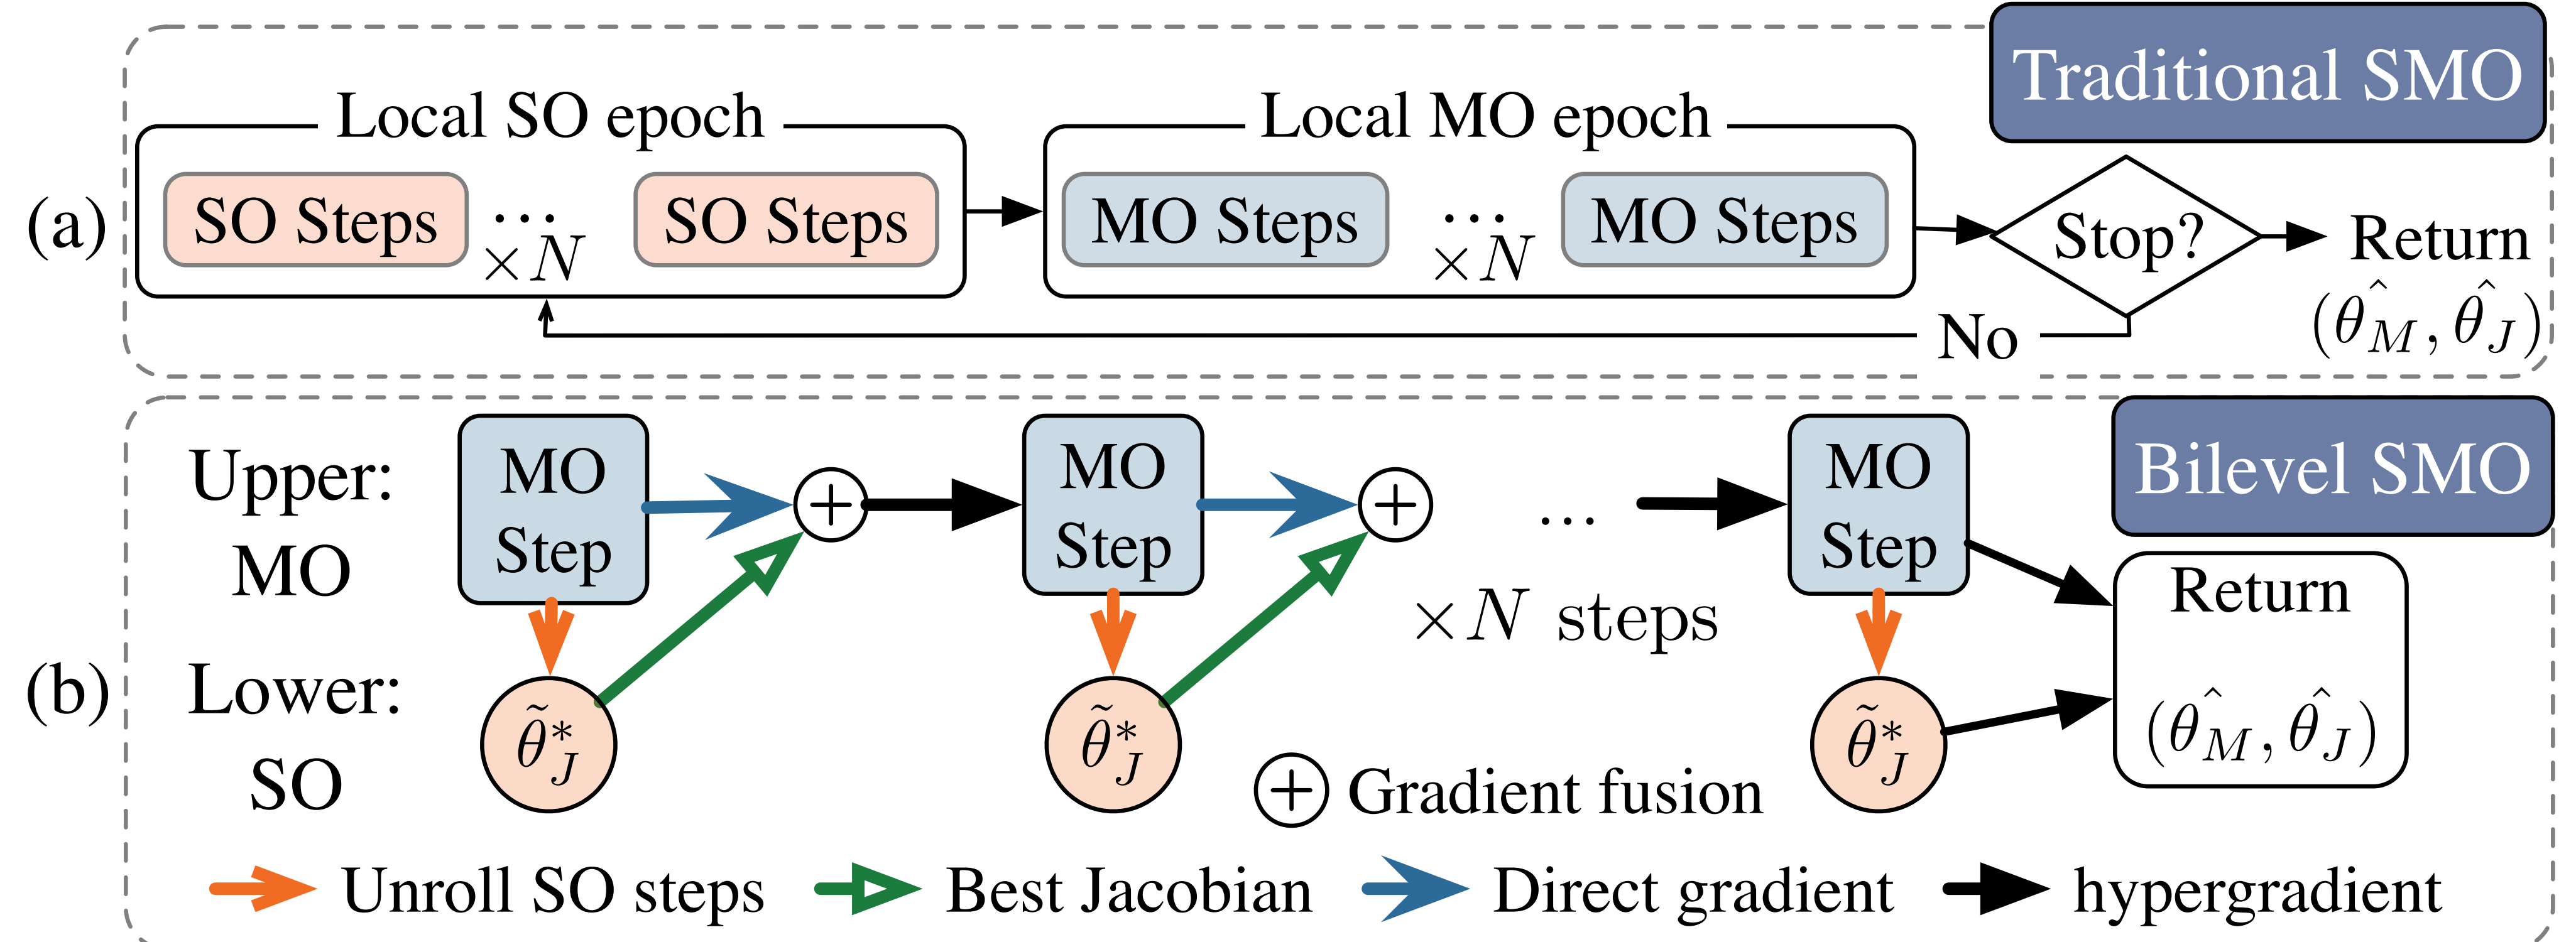 Traditional SMO
(a)
Local SO epoch
SO Steps ... SO Steps
×N
Local MO epoch
MO Steps ... MO Steps
×N
Stop?
No
Return
(θ̂_M, θ̂_J)
(b)
Bilevel SMO
Upper:
MO
Lower:
SO
MO
Step
+
MO
Step
+
...
×N steps
MO
Step
θ̃*_J
θ̃*_J
θ̃*_J
Return
(θ̂_M, θ̂_J)
+ Gradient fusion
Unroll SO steps
Best Jacobian
Direct gradient
hypergradient